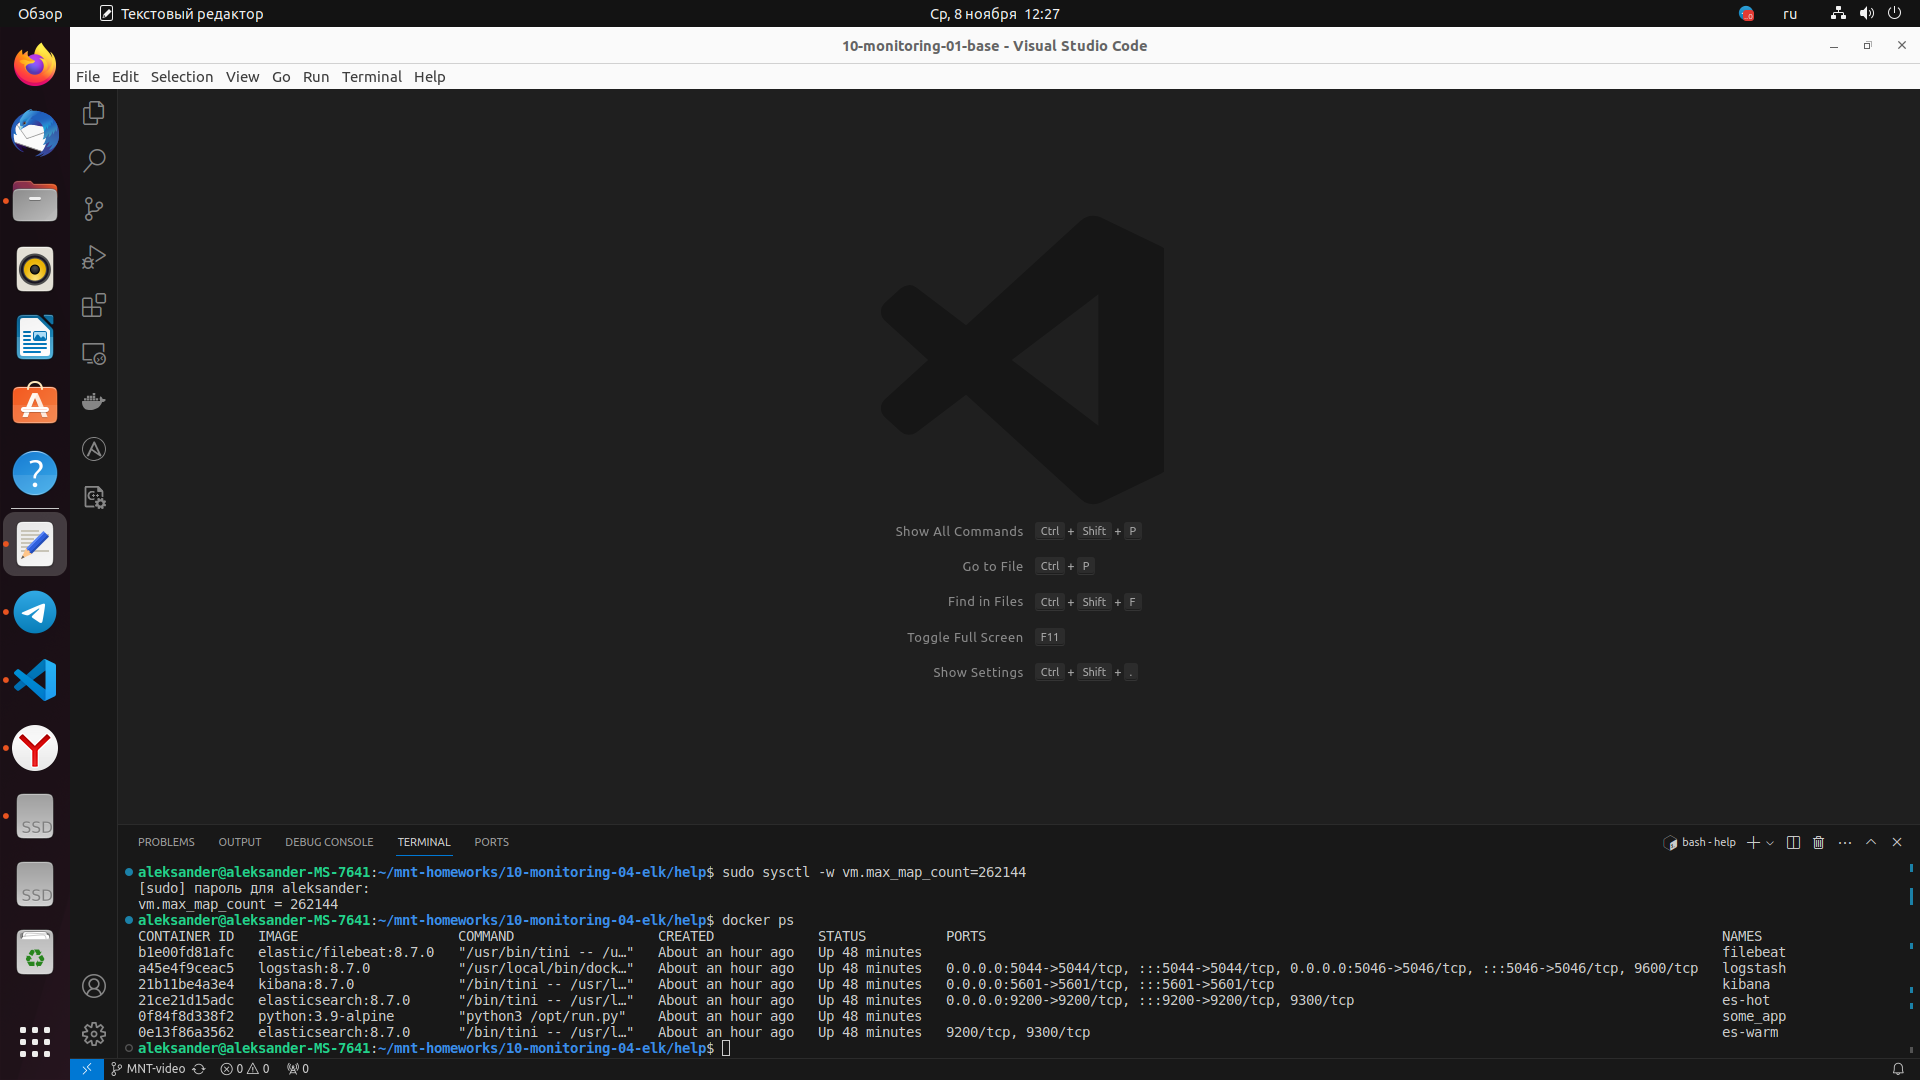 Обзор
Текстовый редактор
Ср, 8 ноября 12:27
ru
10-monitoring-01-base - Visual Studio Code
File Edit Selection View Go Run Terminal Help
Show All Commands Ctrl + Shift + P
Go to File Ctrl + P
Find in Files Ctrl + Shift + F
Toggle Full Screen F11
Show Settings Ctrl + Shift + .
SSD
SSD
PROBLEMS OUTPUT DEBUG CONSOLE TERMINAL PORTS
bash - help
aleksander@aleksander-MS-7641:~/mnt-homeworks/10-monitoring-04-elk/help$ sudo sysctl -w vm.max_map_count=262144
[sudo] пароль для aleksander:
vm.max_map_count = 262144
aleksander@aleksander-MS-7641:~/mnt-homeworks/10-monitoring-04-elk/help$ docker ps
CONTAINER ID IMAGE COMMAND CREATED STATUS PORTS NAMES
b1e00fd81afc elastic/filebeat:8.7.0 "/usr/bin/tini -- /u…" About an hour ago Up 48 minutes filebeat
a45e4f9ceac5 logstash:8.7.0 "/usr/local/bin/dock…" About an hour ago Up 48 minutes 0.0.0.0:5044->5044/tcp, :::5044->5044/tcp, 0.0.0.0:5046->5046/tcp, :::5046->5046/tcp, 9600/tcp logstash
21b11be4a3e4 kibana:8.7.0 "/bin/tini -- /usr/l…" About an hour ago Up 48 minutes 0.0.0.0:5601->5601/tcp, :::5601->5601/tcp kibana
21ce21d15adc elasticsearch:8.7.0 "/bin/tini -- /usr/l…" About an hour ago Up 48 minutes 0.0.0.0:9200->9200/tcp, :::9200->9200/tcp, 9300/tcp es-hot
0f84f8d338f2 python:3.9-alpine "python3 /opt/run.py" About an hour ago Up 48 minutes some_app
0e13f86a3562 elasticsearch:8.7.0 "/bin/tini -- /usr/l…" About an hour ago Up 48 minutes 9200/tcp, 9300/tcp es-warm
aleksander@aleksander-MS-7641:~/mnt-homeworks/10-monitoring-04-elk/help$
MNT-video 0 0 0